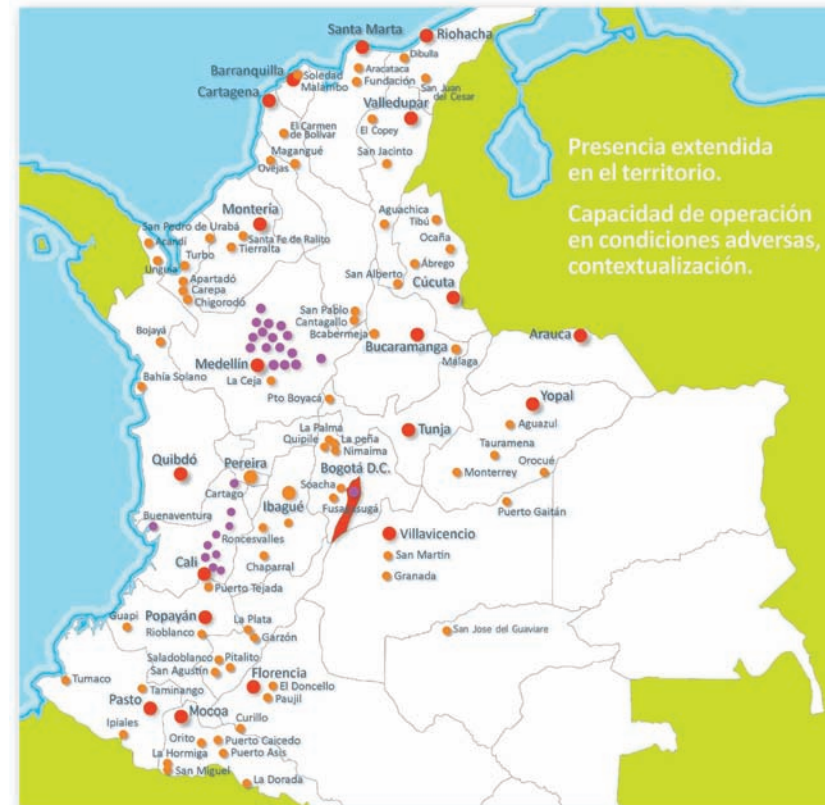 Santa Marta
Riohacha
Dibulla
Barranquilla
Soledad
Malambo
Aracataca
Fundación
Cartagena
San Juan
del Cesar
Valledupar
El Carmen
de Bolívar
El Copey
Presencia extendida
en el territorio.
Magangué
Ovejas
San Jacinto
Capacidad de operación
en condiciones adversas,
contextualización.
Montería
Aguachica
Tibú
San Pedro de Urabá
Acandí
Santa Fe de Ralito
Tierralta
Ocaña
Turbo
Unguía
Ábrego
Apartadó
Carepa
Chigorodó
San Alberto
Cúcuta
San Pablo
Cantagallo
Bcabermeja
Bojayá
Bucaramanga
Arauca
Málaga
Medellín
La Ceja
Bahía Solano
Pto Boyacá
Yopal
Aguazul
La Palma
Quipile
La peña
Nimaima
Tunja
Tauramena
Orocué
Monterrey
Quibdó
Pereira
Bogotá D.C.
Cartago
Soacha
Ibagué
Fusagasugá
Puerto Gaitán
Buenaventura
Roncesvalles
Villavicencio
San Martín
Cali
Chaparral
Granada
Puerto Tejada
Popayán
Guapi
La Plata
Rioblanco
Garzón
San Jose del Guaviare
Saladoblanco
Pitalito
San Agustín
Florencia
Tumaco
Taminango
El Doncello
Paujil
Pasto
Mocoa
Ipiales
Curillo
Orito
Puerto Caicedo
La Hormiga
Puerto Asis
San Miguel
La Dorada